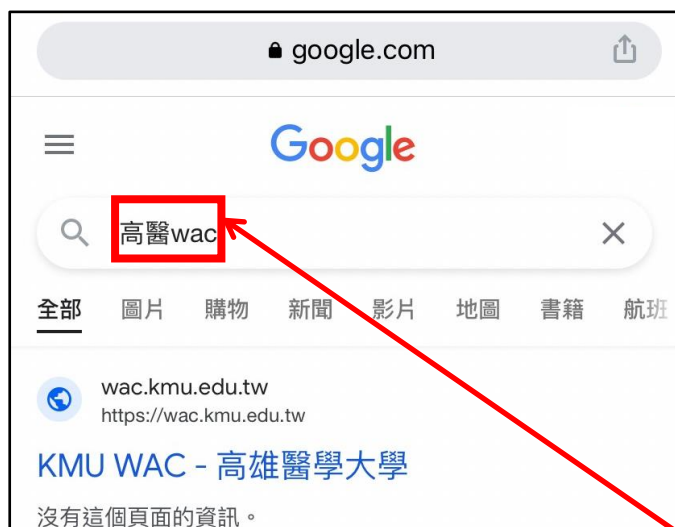 google.com
Google
高醫wac
全部 圖片 購物 新聞 影片 地圖 書籍 航班
wac.kmu.edu.tw
https://wac.kmu.edu.tw
KMU WAC - 高雄醫學大學
沒有這個頁面的資訊。